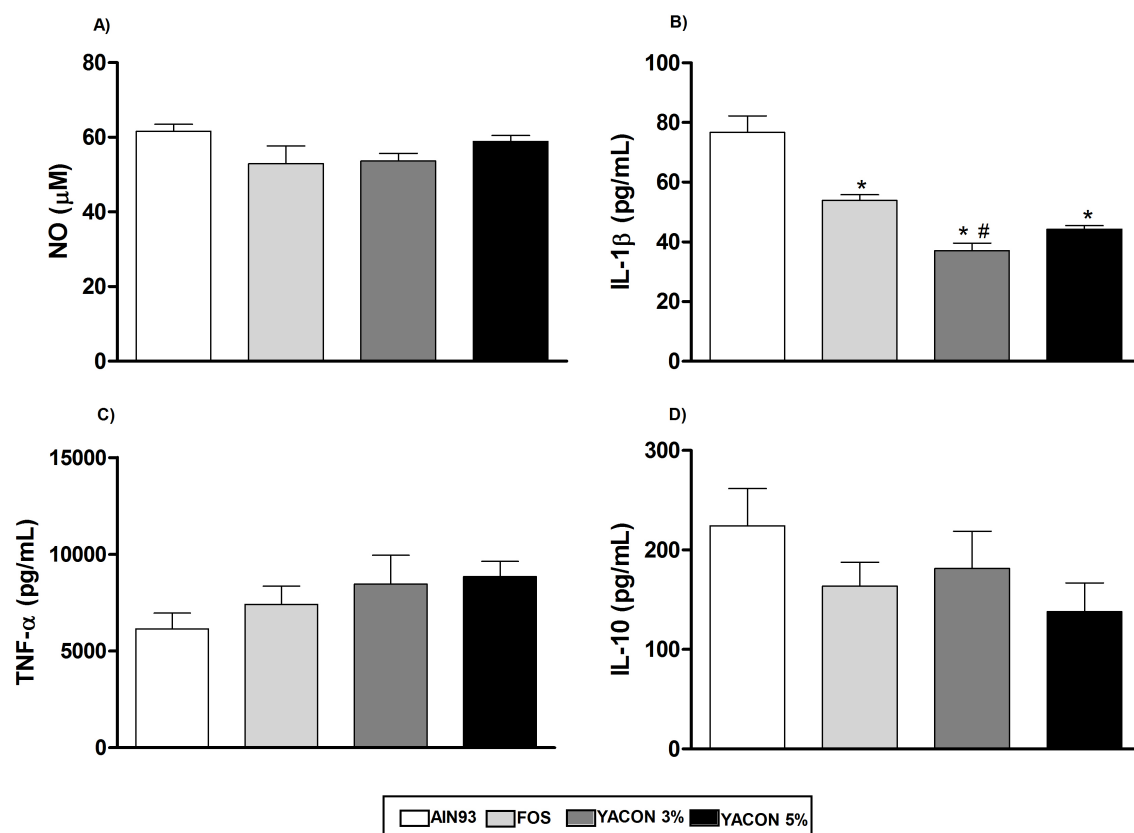 A)
80
60
40
20
0
NO (μM)
B)
100
80
60
40
20
0
IL-1β (pg/mL)
*
* #
*
C)
15000
10000
5000
0
TNF-α (pg/mL)
D)
300
200
100
0
IL-10 (pg/mL)
AIN93 FOS YACON 3% YACON 5%